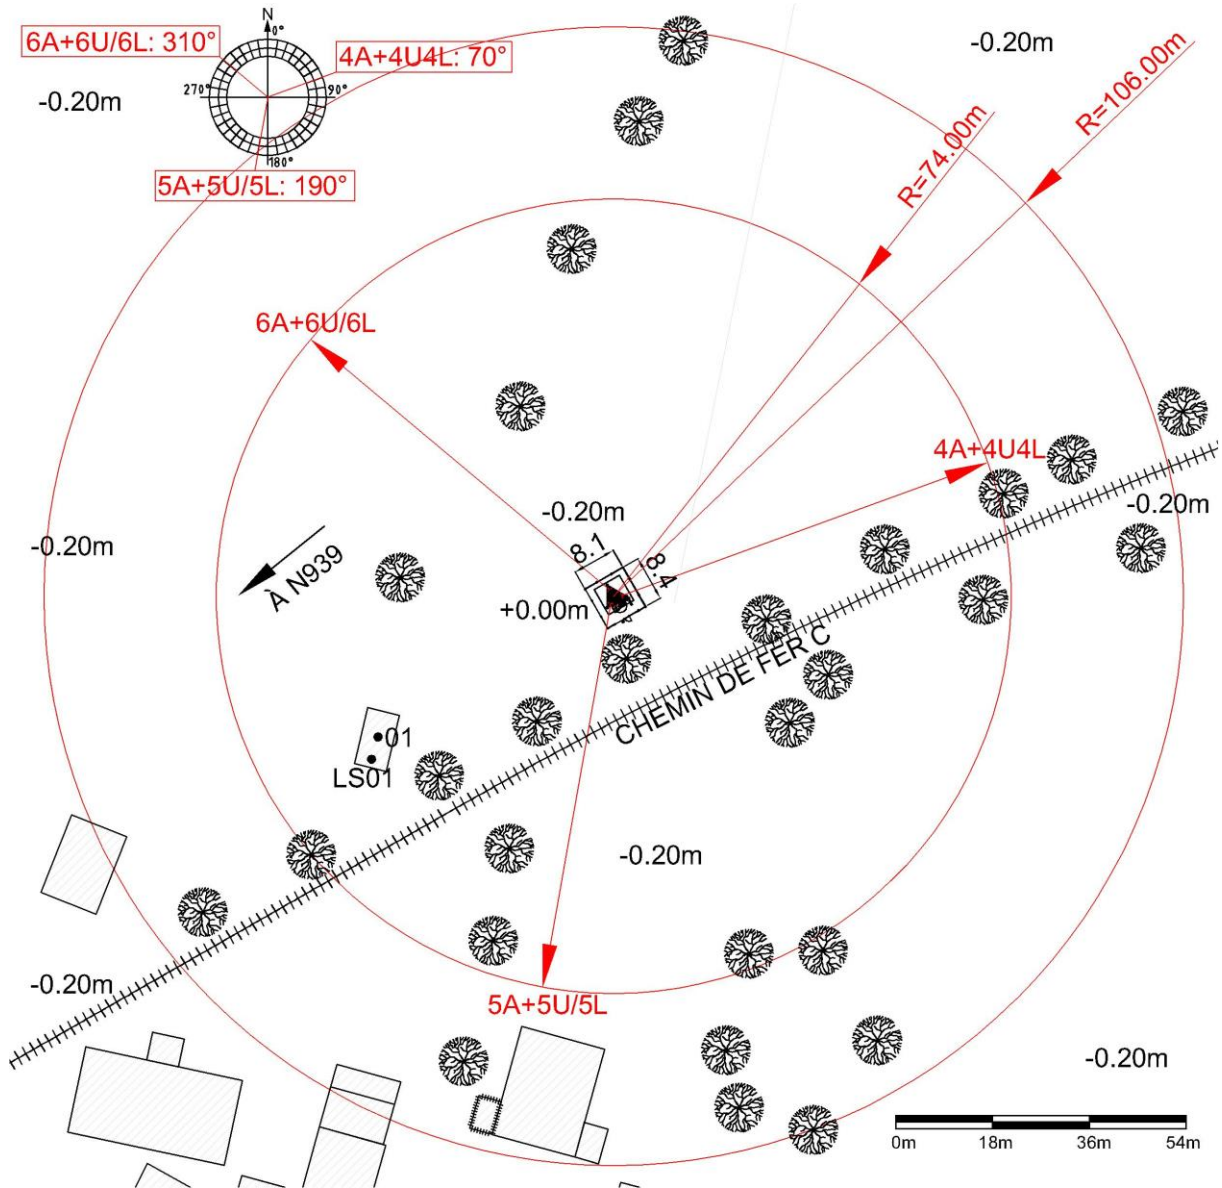 N
0°
6A+6U/6L: 310°
4A+4U4L: 70°
-0.20m
-0.20m
270°
90°
180°
5A+5U/5L: 190°
R=74.00m
R=106.00m
6A+6U/6L
4A+4U4L
-0.20m
-0.20m
-0.20m
8.1
8.4
À N939
+0.00m
CHEMIN DE FER C
01
LS01
-0.20m
-0.20m
5A+5U/5L
-0.20m
0m 18m 36m 54m